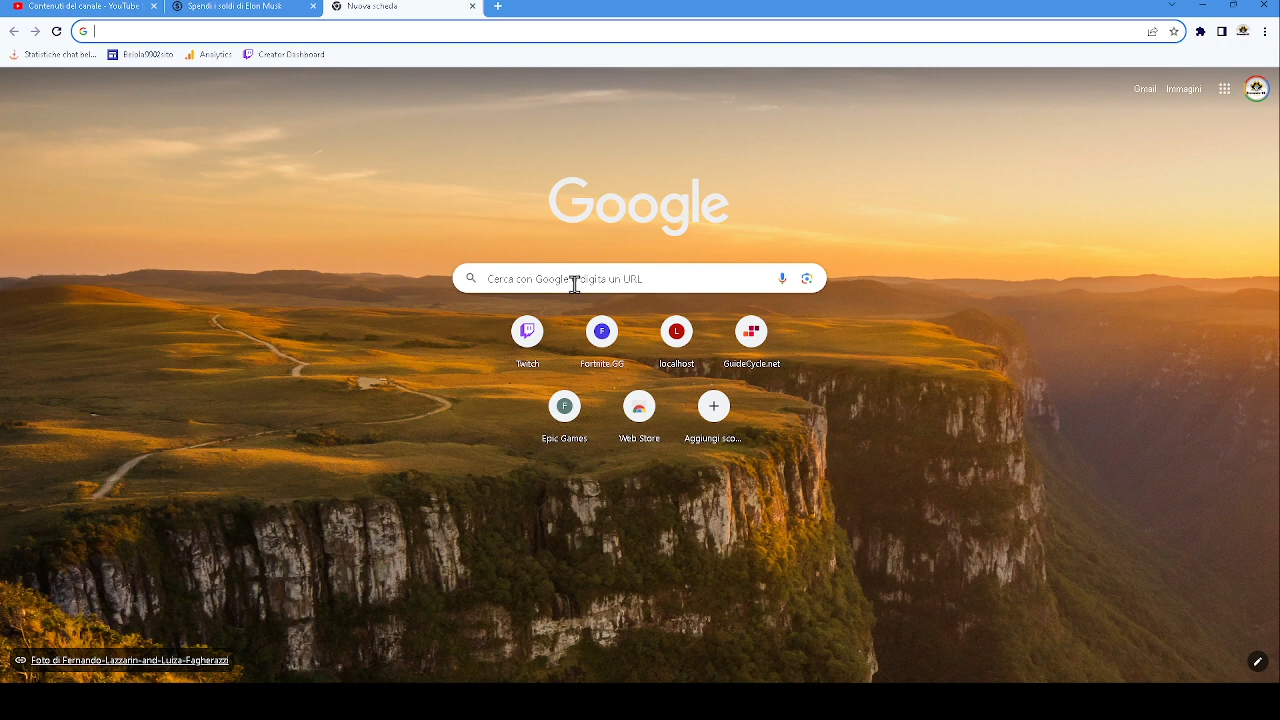 Contenuti del canale - YouTube
Spendi i soldi di Elon Musk
Nuova scheda
Statistiche chat bel...
Belola9902sito
Analytics
Creator Dashboard
Gmail
Immagini
Google
Cerca con Google digita un URL
Twitch
Fortnite.GG
localhost
GuideCycle.net
Epic Games
Web Store
Aggiungi sco...
Foto di Fernando-Lazzarin-and-Luiza-Fagherazzi